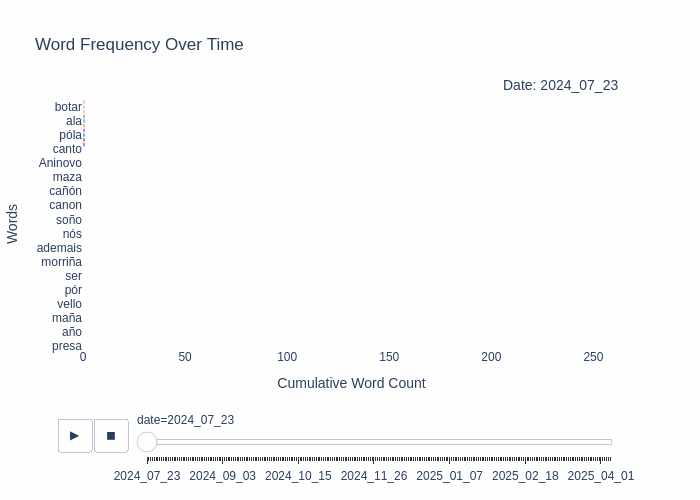 Word Frequency Over Time
Date: 2024_07_23
botar
ala
póla
canto
Aninovo
maza
cañón
canon
soño
nós
ademais
morriña
ser
pór
vello
maña
año
presa
Words
0 50 100 150 200 250
Cumulative Word Count
date=2024_07_23
2024_07_23 2024_09_03 2024_10_15 2024_11_26 2025_01_07 2025_02_18 2025_04_01